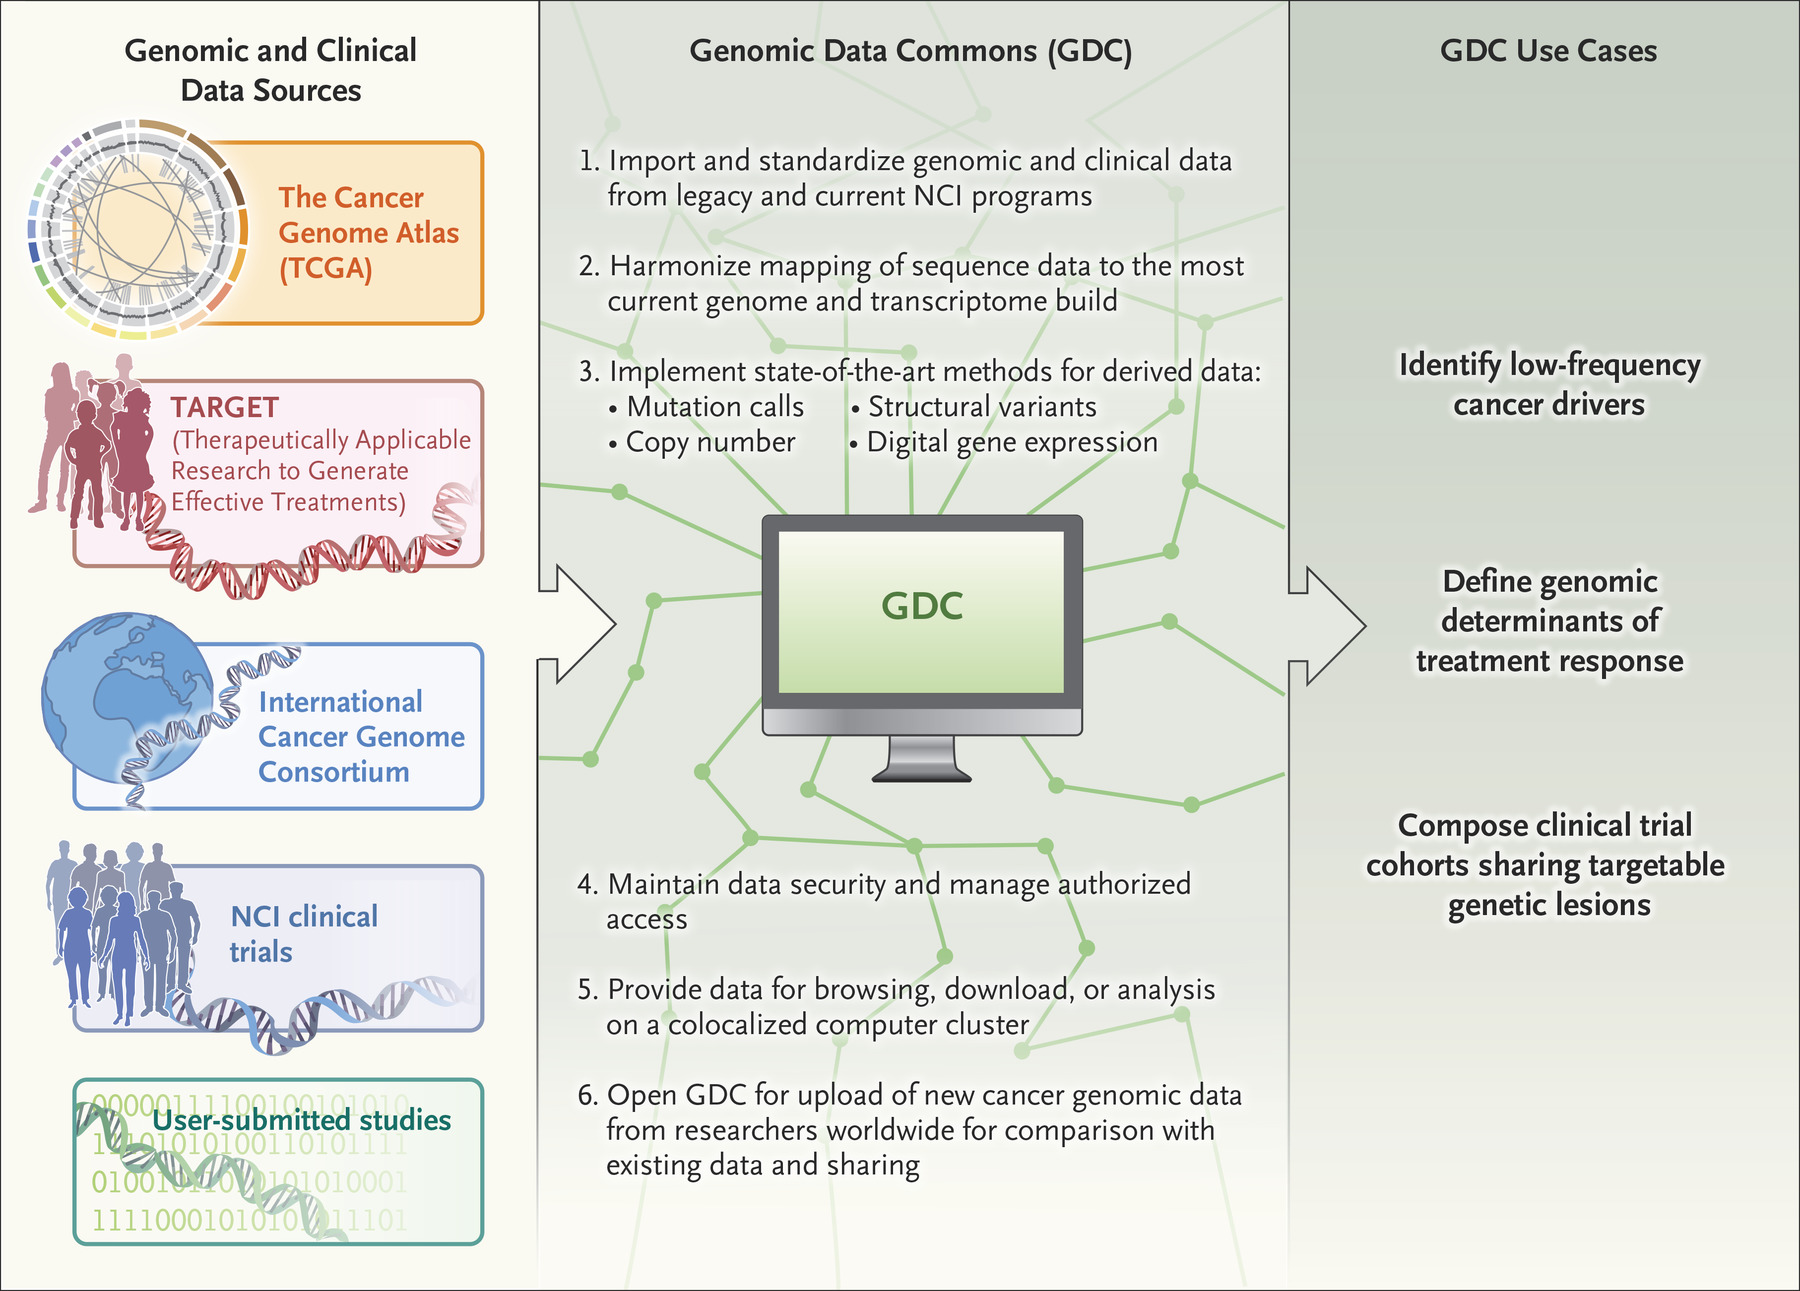 Genomic and Clinical
Data Sources
The Cancer
Genome Atlas
(TCGA)
TARGET
(Therapeutically Applicable
Research to Generate
Effective Treatments)
International
Cancer Genome
Consortium
NCI clinical
trials
User-submitted studies
Genomic Data Commons (GDC)
1. Import and standardize genomic and clinical data
from legacy and current NCI programs
2. Harmonize mapping of sequence data to the most
current genome and transcriptome build
3. Implement state-of-the-art methods for derived data:
• Mutation calls • Structural variants
• Copy number • Digital gene expression
GDC
4. Maintain data security and manage authorized
access
5. Provide data for browsing, download, or analysis
on a colocalized computer cluster
6. Open GDC for upload of new cancer genomic data
from researchers worldwide for comparison with
existing data and sharing
GDC Use Cases
Identify low-frequency
cancer drivers
Define genomic
determinants of
treatment response
Compose clinical trial
cohorts sharing targetable
genetic lesions